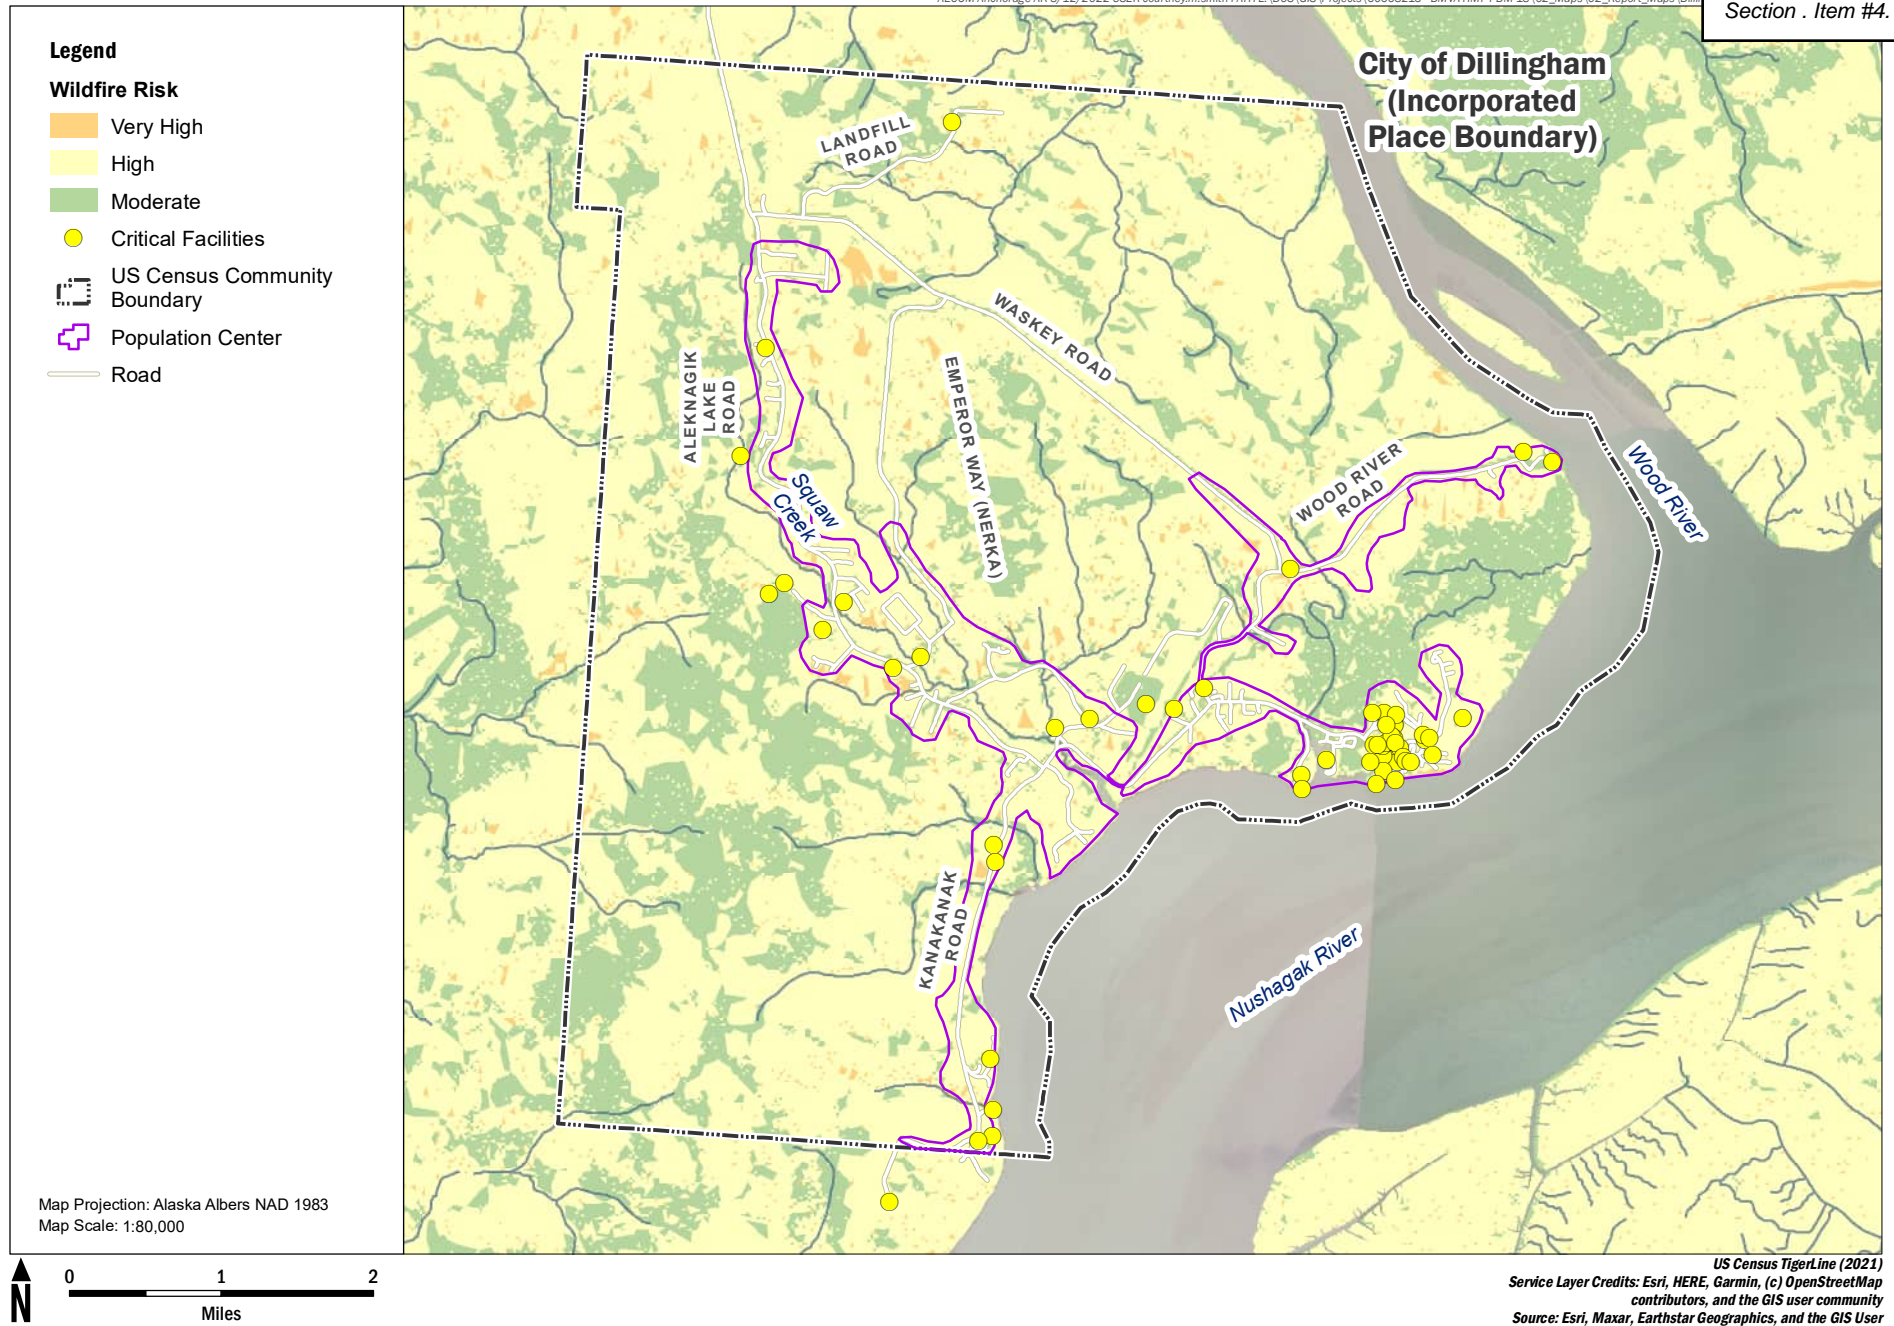 Section . Item #4.
Legend
Wildfire Risk
Very High
High
Moderate
Critical Facilities
US Census Community
Boundary
Population Center
Road
City of Dillingham
(Incorporated
Place Boundary)
LANDFILL
ROAD
WASKEY ROAD
ALEKNAGIK
LAKE
ROAD
EMPEROR WAY (NERKA)
WOOD RIVER
ROAD
Wood River
Squaw
Creek
KANAKANAK
ROAD
Nushagak River
Map Projection: Alaska Albers NAD 1983
Map Scale: 1:80,000
N
0 1 2
Miles
US Census TigerLine (2021)
Service Layer Credits: Esri, HERE, Garmin, (c) OpenStreetMap
contributors, and the GIS user community
Source: Esri, Maxar, Earthstar Geographics, and the GIS User